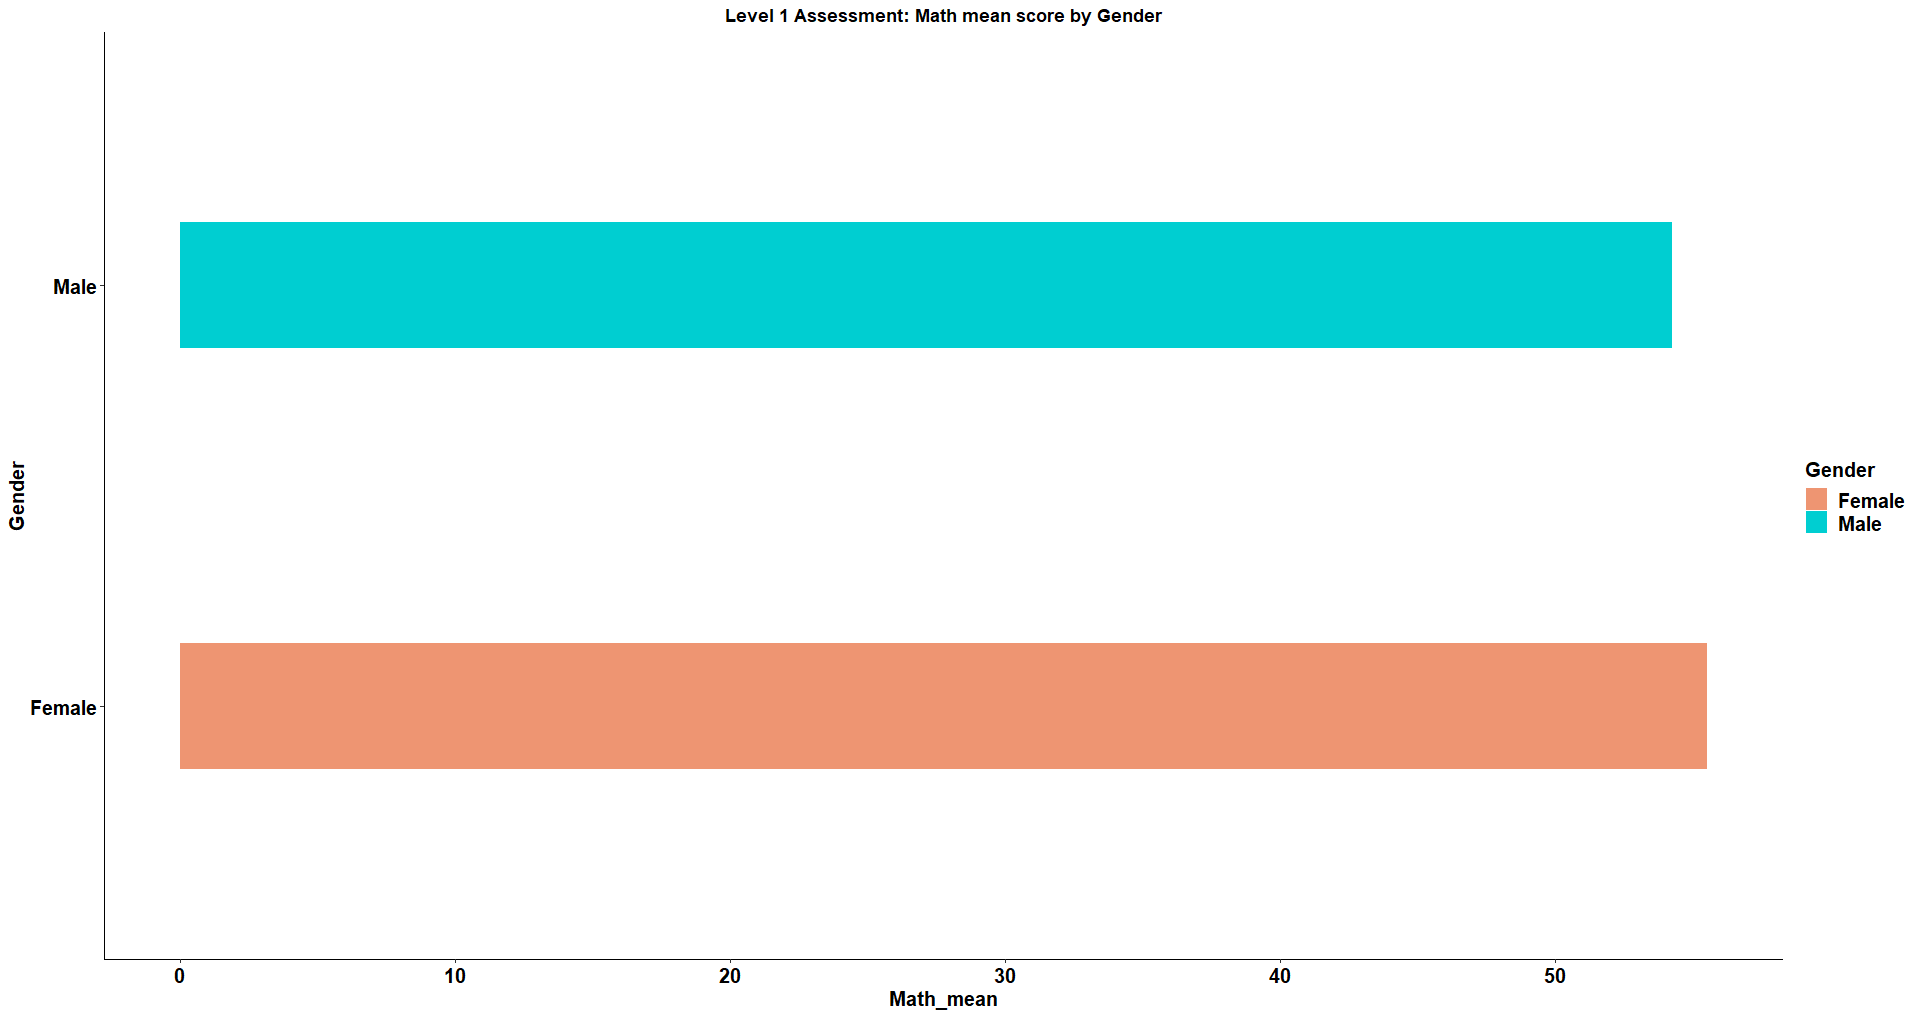 Level 1 Assessment: Math mean score by Gender
Male
Female
Gender
0 10 20 30 40 50
Math_mean
Gender
Female
Male